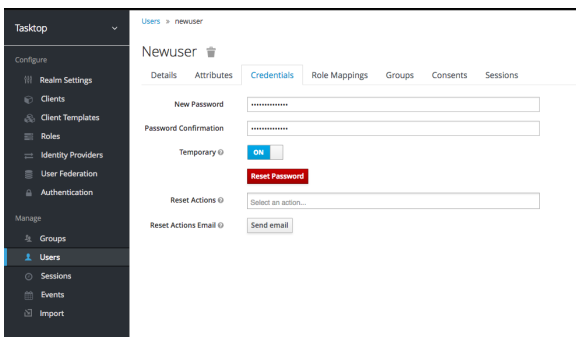 Tasktop
Configure
Realm Settings
Clients
Client Templates
Roles
Identity Providers
User Federation
Authentication
Manage
Groups
Users
Sessions
Events
Import
Users » newuser
Newuser
Details Attributes Credentials Role Mappings Groups Consents Sessions
New Password ••••••••••••••
Password Confirmation ••••••••••••••
Temporary ON
Reset Password
Reset Actions Select an action...
Reset Actions Email Send email